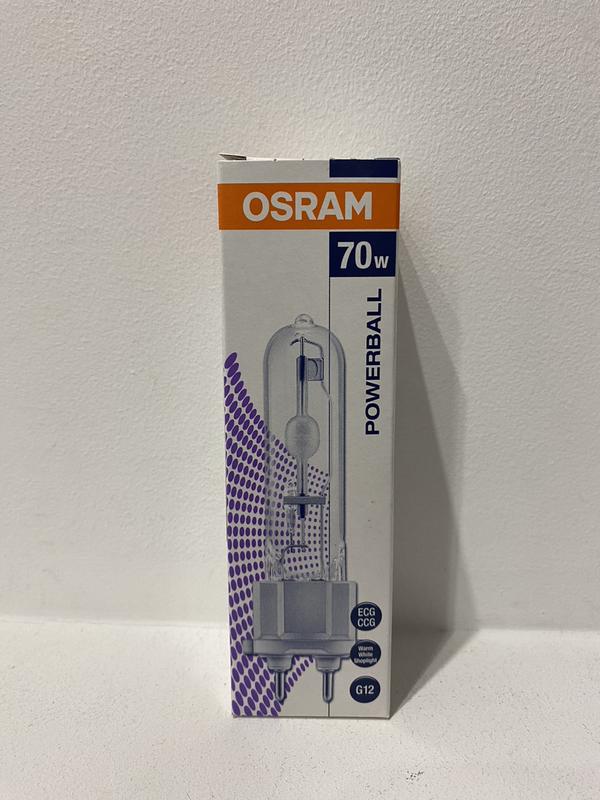 OSRAM
70w
POWERBALL
ECG
CCG
Warm
White
Shoplight
G12